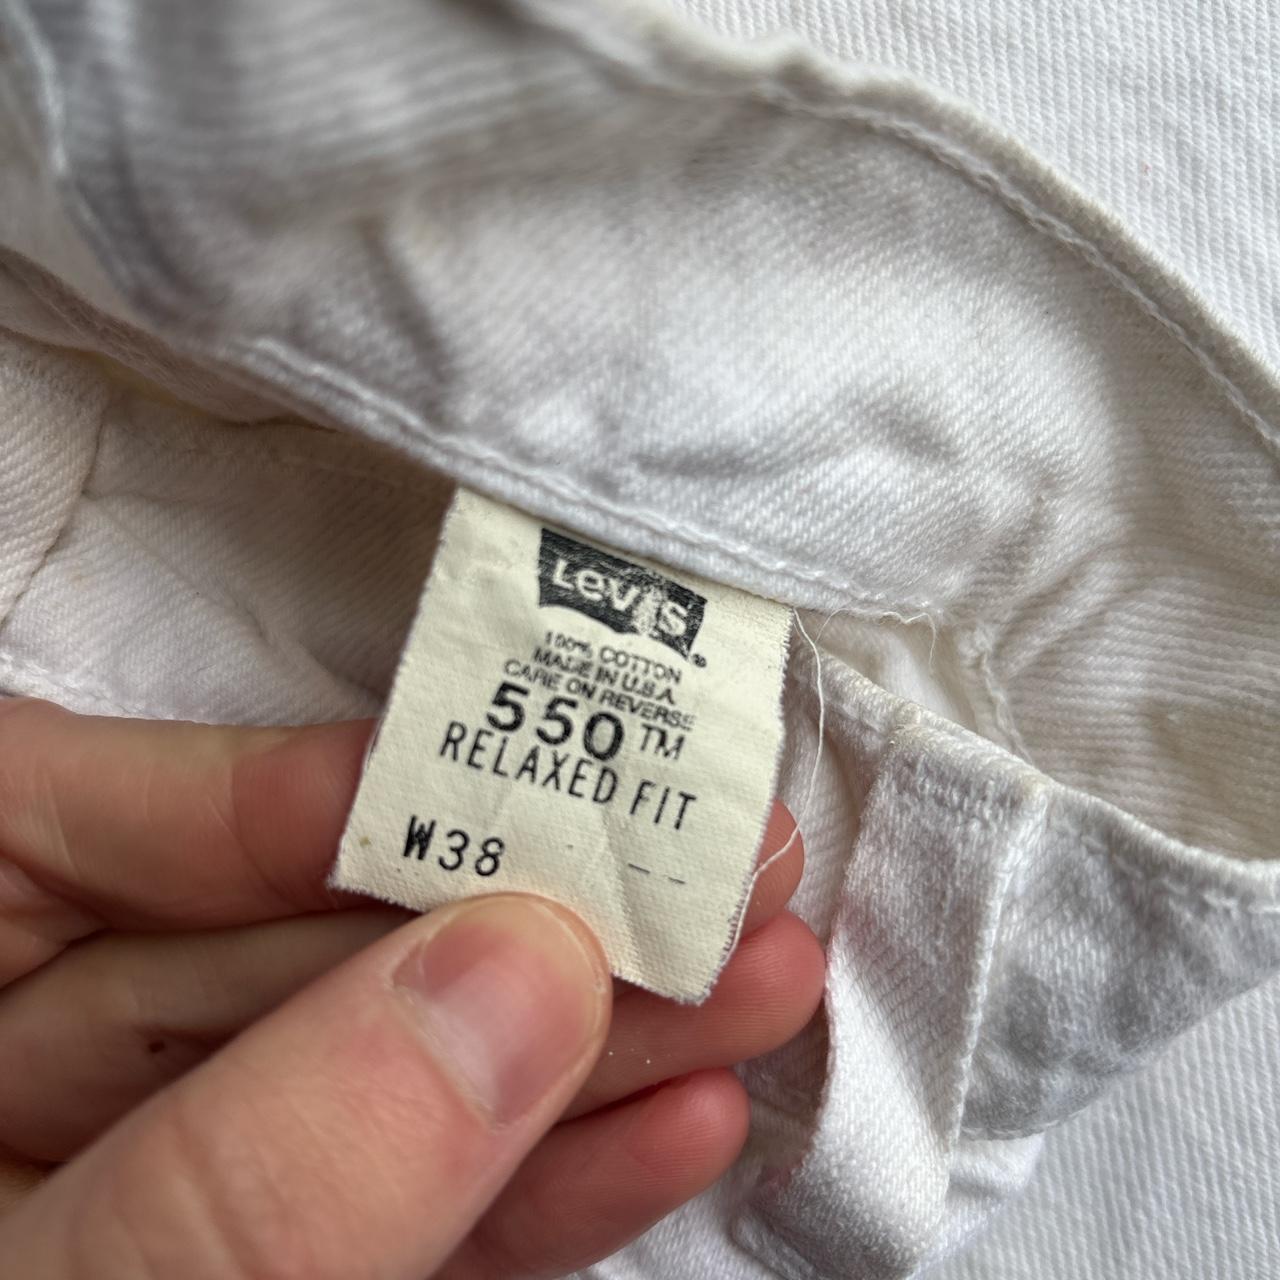 Levi's®
100% COTTON
MADE IN U.S.A.
CARE ON REVERSE
550™
RELAXED FIT
W38 - --